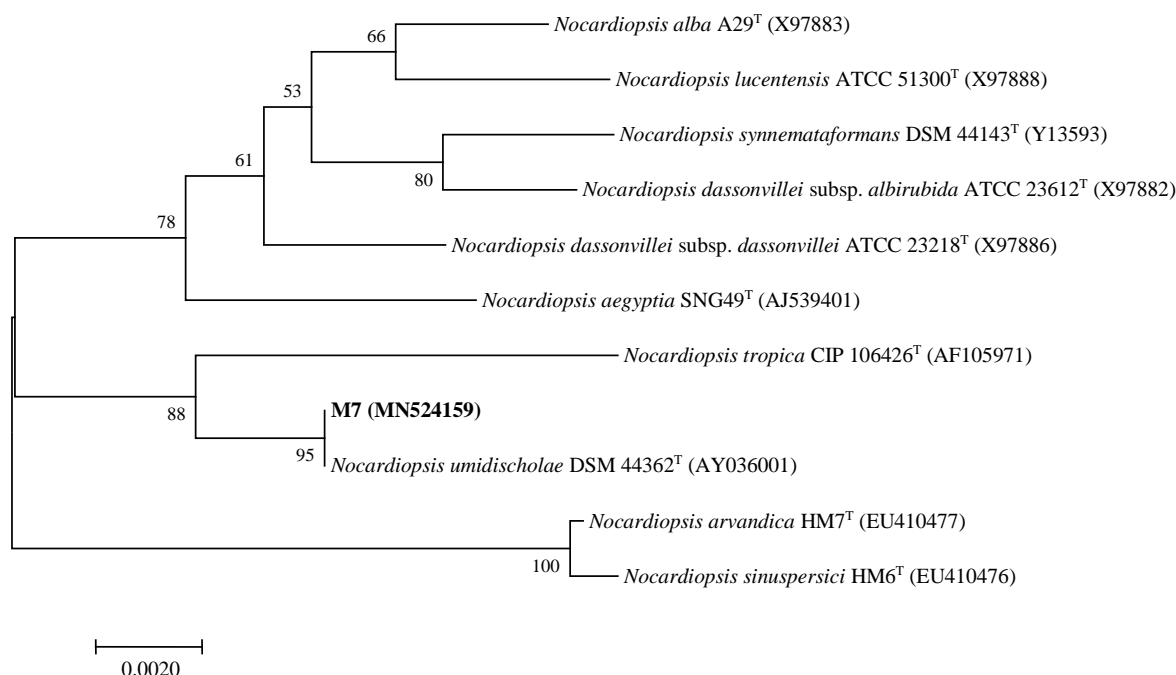 66
Nocardiopsis alba A29ᵀ (X97883)
Nocardiopsis lucentensis ATCC 51300ᵀ (X97888)
53
Nocardiopsis synnemataformans DSM 44143ᵀ (Y13593)
61
80
Nocardiopsis dassonvillei subsp. albirubida ATCC 23612ᵀ (X97882)
78
Nocardiopsis dassonvillei subsp. dassonvillei ATCC 23218ᵀ (X97886)
Nocardiopsis aegyptia SNG49ᵀ (AJ539401)
Nocardiopsis tropica CIP 106426ᵀ (AF105971)
88
M7 (MN524159)
95
Nocardiopsis umidischolae DSM 44362ᵀ (AY036001)
Nocardiopsis arvandica HM7ᵀ (EU410477)
100
Nocardiopsis sinuspersici HM6ᵀ (EU410476)
0.0020